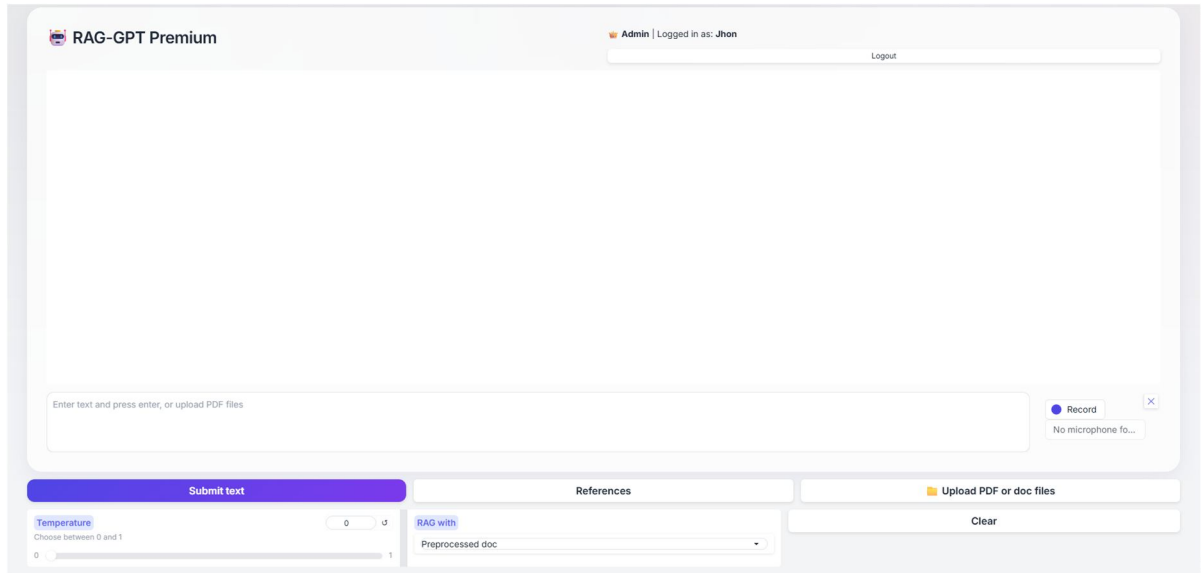 RAG-GPT Premium
Admin | Logged in as: Jhon
Logout
Enter text and press enter, or upload PDF files
Record
No microphone fo...
Submit text
References
Upload PDF or doc files
Temperature
0
Choose between 0 and 1
0
1
RAG with
Preprocessed doc
Clear